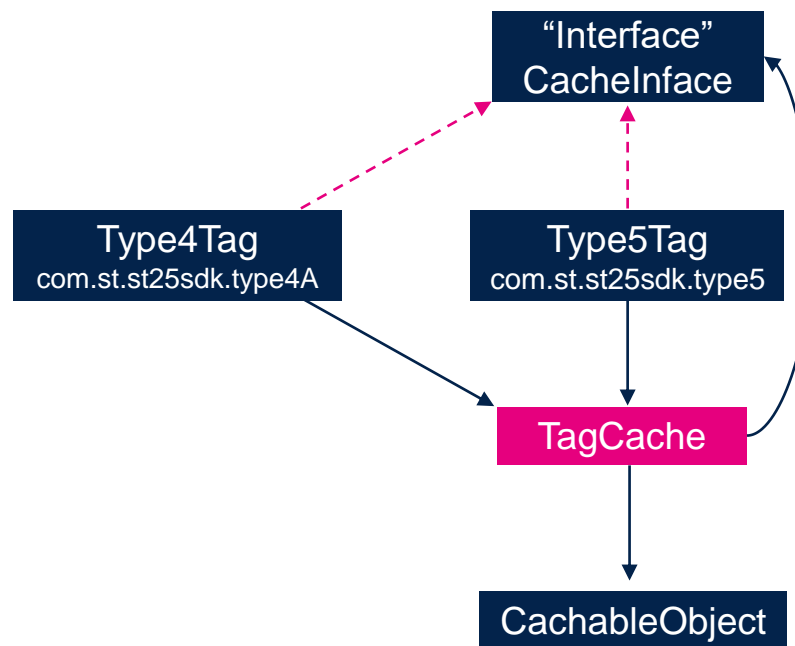 “Interface”
CacheInface
Type4Tag
com.st.st25sdk.type4A
Type5Tag
com.st.st25sdk.type5
TagCache
CachableObject